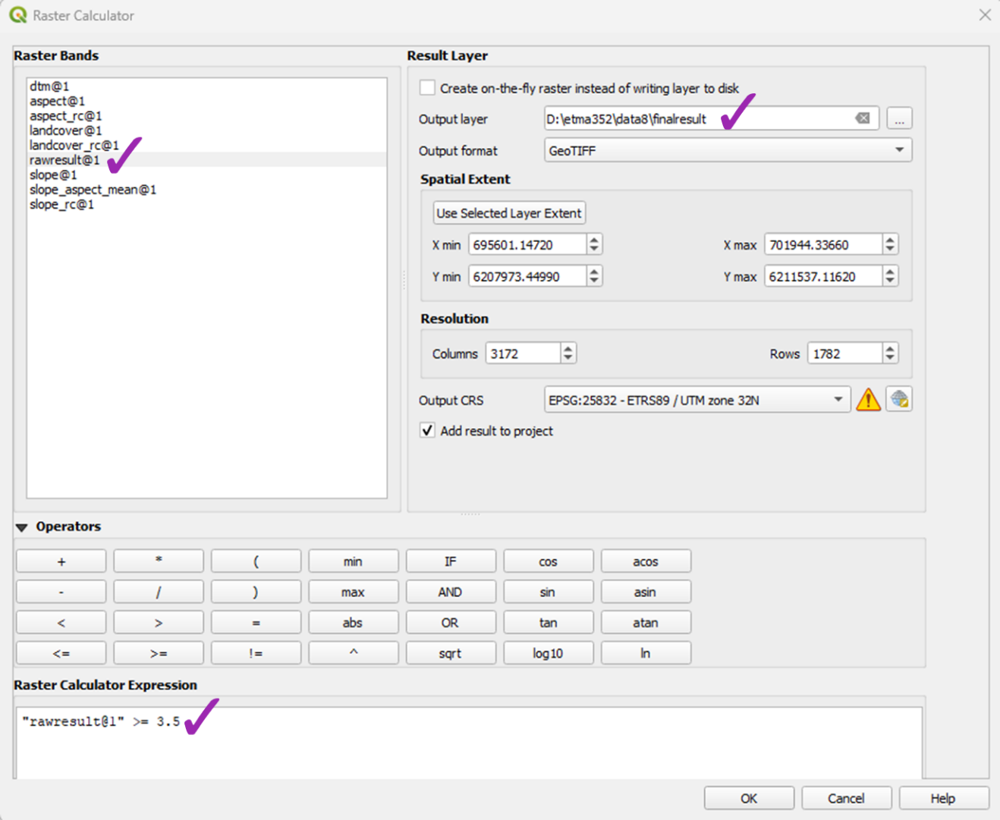 Raster Calculator
Raster Bands
dtm@1
aspect@1
aspect_rc@1
landcover@1
landcover_rc@1
rawresult@1
slope@1
slope_aspect_mean@1
slope_rc@1
Result Layer
Create on-the-fly raster instead of writing layer to disk
Output layer D:\etma352\data8\finalresult ...
Output format GeoTIFF
Spatial Extent
Use Selected Layer Extent
X min 695601.14720 X max 701944.33660
Y min 6207973.44990 Y max 6211537.11620
Resolution
Columns 3172 Rows 1782
Output CRS EPSG:25832 - ETRS89 / UTM zone 32N
Add result to project
Operators
+ * ( min IF cos acos
- / ) max AND sin asin
< > = abs OR tan atan
<= >= != ^ sqrt log10 ln
Raster Calculator Expression
"rawresult@1" >= 3.5
OK Cancel Help